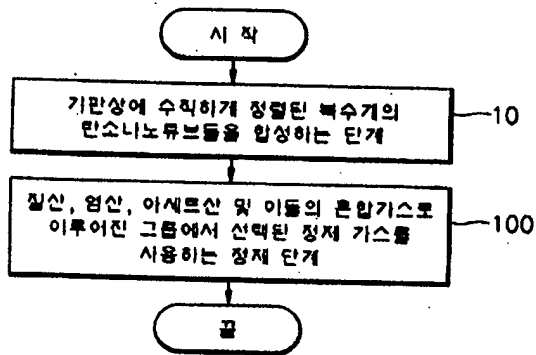 시 작
기판상에 수직하게 정렬된 복수개의
탄소나노튜브들을 합성하는 단계
10
질산, 염산, 아세트산 및 이들의 혼합가스로
이루어진 그룹에서 선택된 정제 가스를
사용하는 정제 단계
100
끝